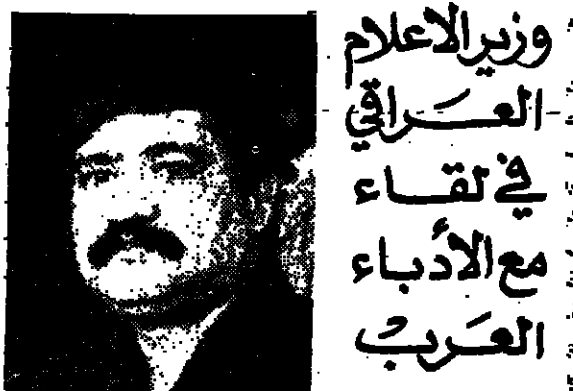 وزير الاعلام
العراقي
في لقاء
مع الأدباء
العرب